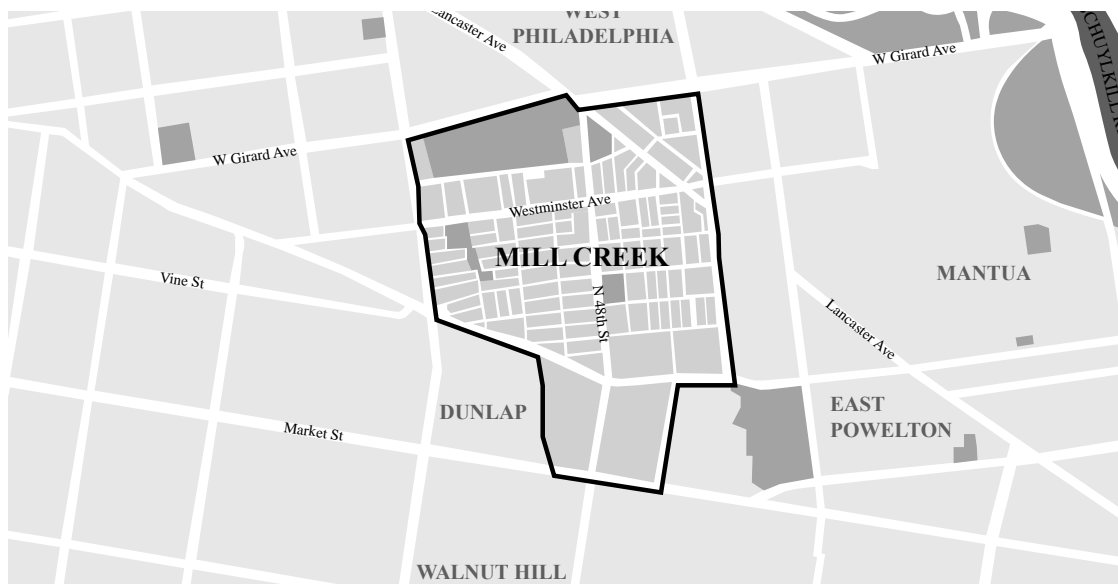 WEST
PHILADELPHIA
Lancaster Ave
W Girard Ave
SCHUYLKILL R
W Girard Ave
Westminster Ave
MILL CREEK
MANTUA
Vine St
N 48th St
Lancaster Ave
DUNLAP
EAST
POWELTON
Market St
WALNUT HILL